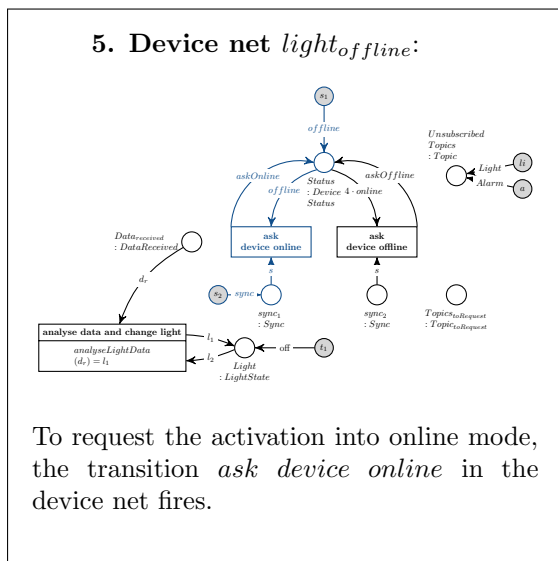 5. Device net light_offline:
s₁
offline
Unsubscribed
Topics
: Topic
Light
li
Alarm
a
askOnline
offline
Status
: Device
Status
4 · online
askOffline
Data_received
: DataReceived
ask
device online
ask
device offline
d_r
s
s
s₂
sync
sync₁
: Sync
sync₂
: Sync
Topics_toRequest
: Topic_toRequest
analyse data and change light
analyseLightData
(d_r) = l₁
l₁
l₂
Light
: LightState
off
t₁
To request the activation into online mode,
the transition ask device online in the
device net fires.